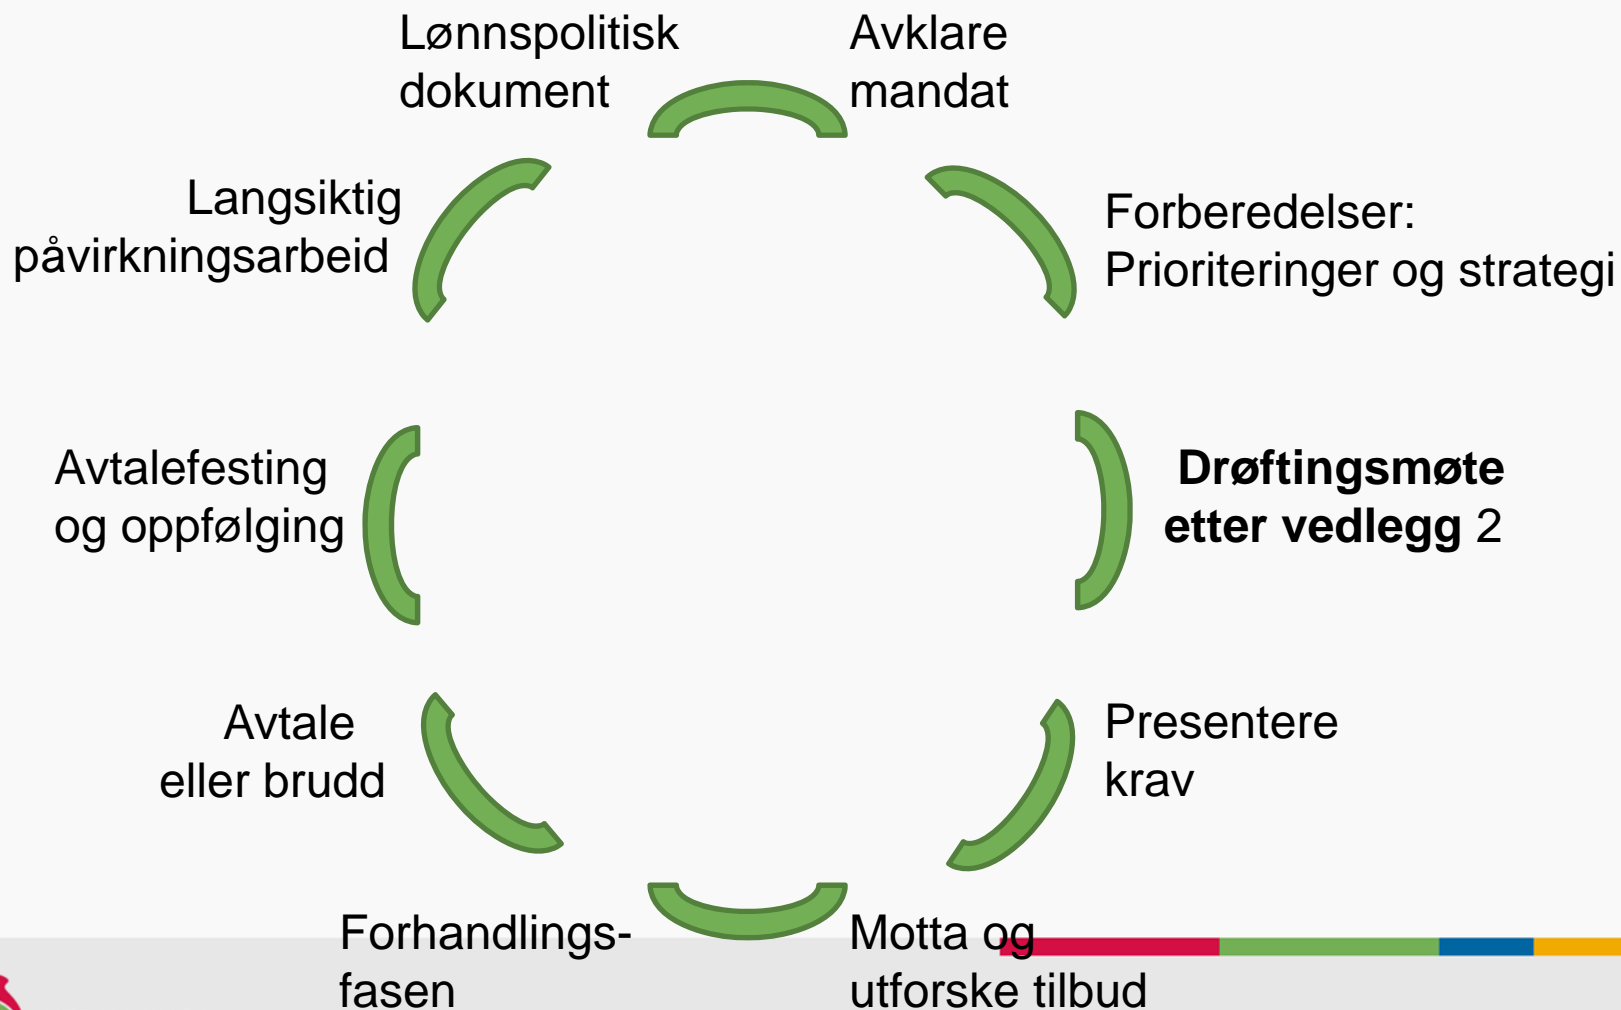 Lønnspolitisk
dokument
Avklare
mandat
Forberedelser:
Prioriteringer og strategi
Drøftingsmøte
etter vedlegg 2
Presentere
krav
Motta og
utforske tilbud
Forhandlings-
fasen
Avtale
eller brudd
Avtalefesting
og oppfølging
Langsiktig
påvirkningsarbeid